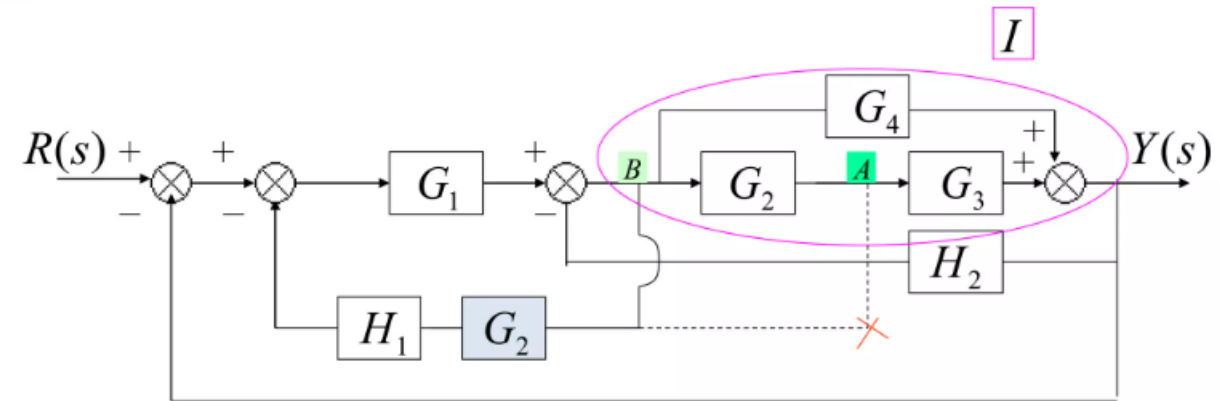 I
G₄
R(s) + + + B G₂ A G₃ + + Y(s)
G₁
− − −
H₂
H₁ G₂